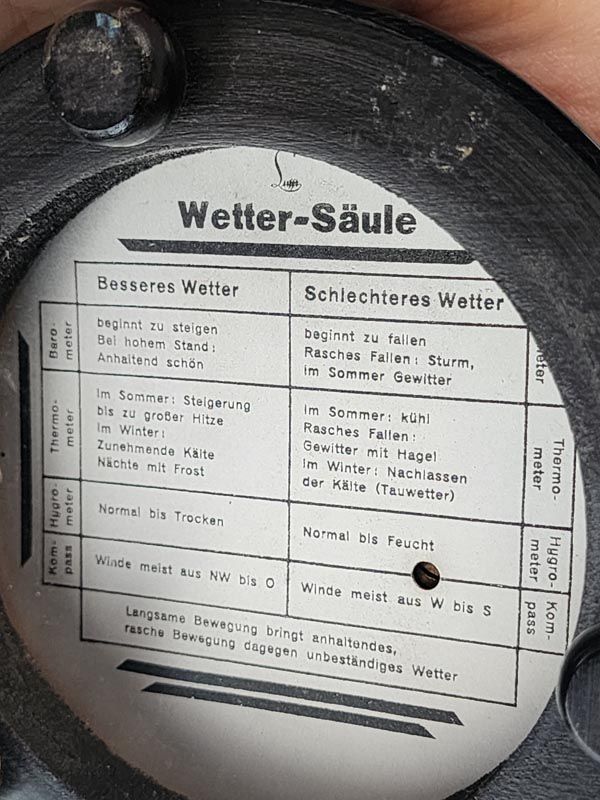 Lufft
Wetter-Säule
Besseres Wetter
Schlechteres Wetter
Baro-
meter
beginnt zu steigen
Bei hohem Stand:
Anhaltend schön
beginnt zu fallen
Rasches Fallen: Sturm,
im Sommer Gewitter
meter
Thermo-
meter
Im Sommer: Steigerung
bis zu großer Hitze
Im Winter:
Zunehmende Kälte
Nächte mit Frost
Im Sommer: kühl
Rasches Fallen:
Gewitter mit Hagel
Im Winter: Nachlassen
der Kälte (Tauwetter)
Thermo-
meter
Hygro-
meter
Normal bis Trocken
Normal bis Feucht
Hygro-
meter
Kom-
pass
Winde meist aus NW bis O
Winde meist aus W bis S
Kom-
pass
Langsame Bewegung bringt anhaltendes,
rasche Bewegung dagegen unbeständiges Wetter